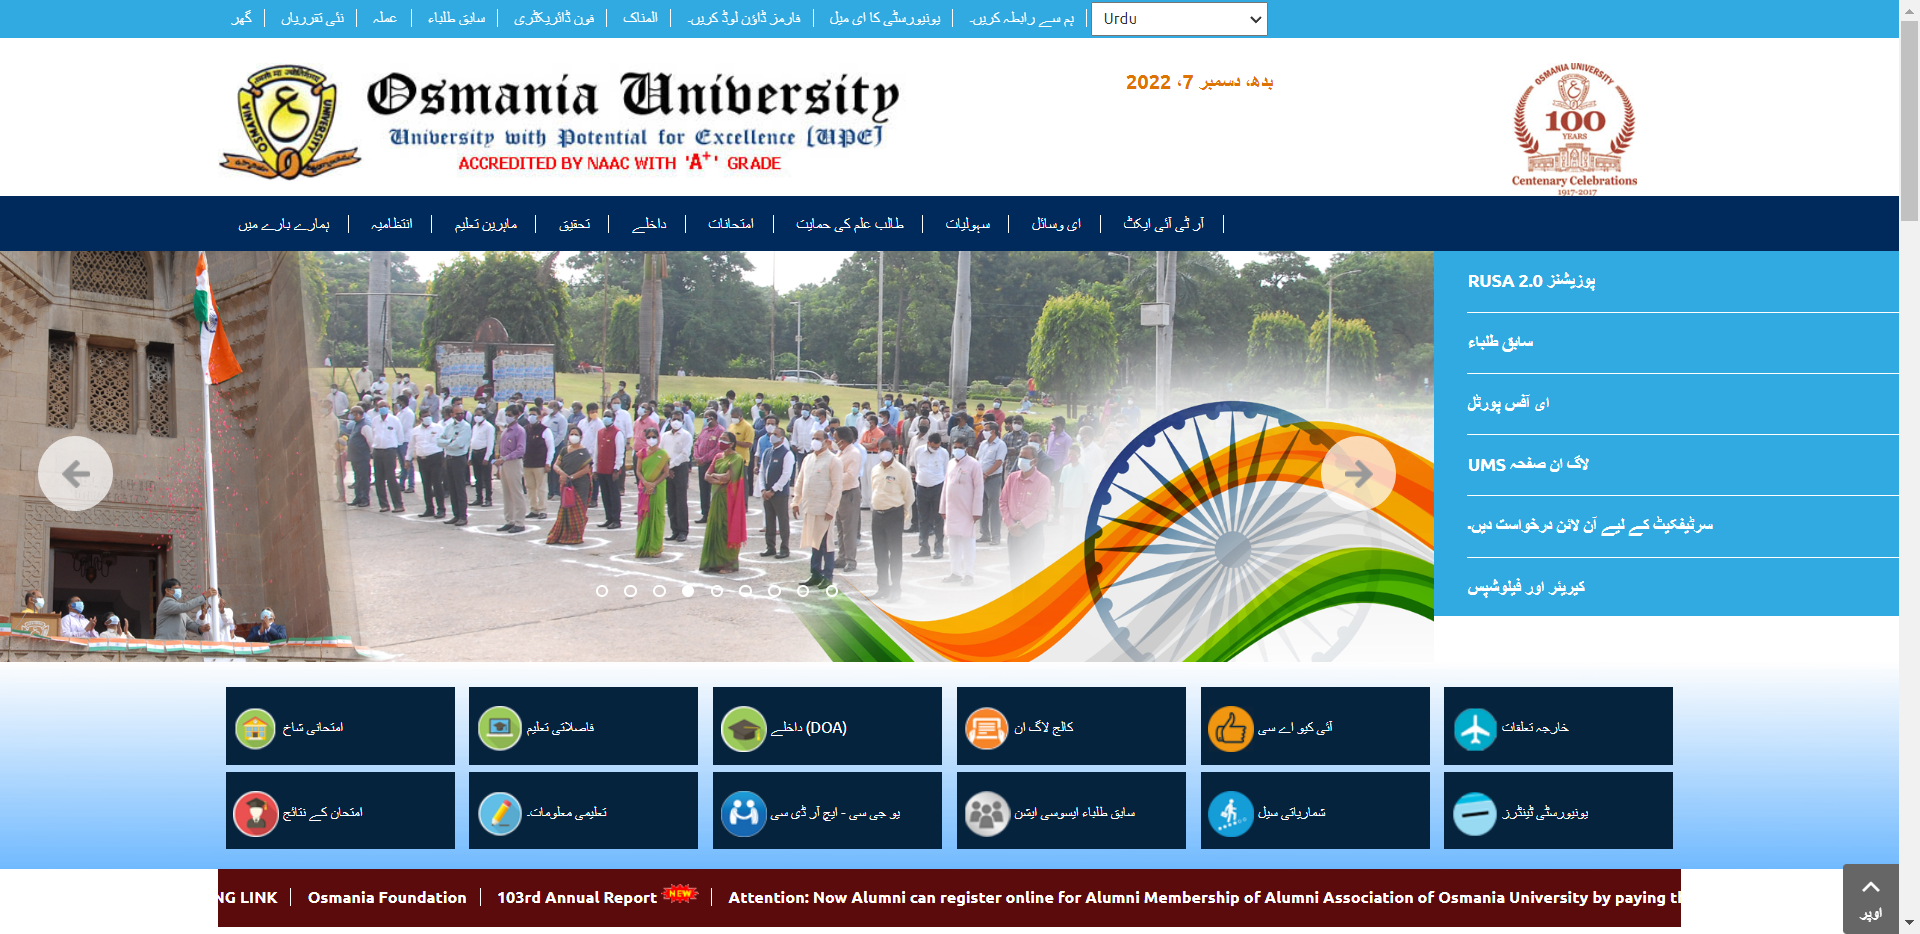 گھر
نئی تقرریاں
عملہ
سابق طلباء
فون ڈائریکٹری
المناک
فارمز ڈاؤن لوڈ کریں۔
یونیورسٹی کا ای میل
ہم سے رابطہ کریں۔
Urdu
OSMANIA UNIVERSITY
Osmania University
University with Potential for Excellence [UPE]
ACCREDITED BY NAAC WITH 'A+' GRADE
بدھ، دسمبر 7، 2022
OSMANIA UNIVERSITY
100
YEARS
Centenary Celebrations
1917-2017
ہمارے بارے میں
انتظامیہ
ماہرین تعلیم
تحقیق
داخلے
امتحانات
طالب علم کی حمایت
سہولیات
ای وسائل
آر ٹی آئی ایکٹ
RUSA 2.0 پوزیشنز
سابق طلباء
ای آفس پورٹل
UMS لاگ ان صفحہ
سرٹیفکیٹ کے لیے آن لائن درخواست دیں۔
کیریئر اور فیلوشپس
امتحانی شاخ
فاصلاتی تعلیم
داخلے (DOA)
کالج لاگ ان
آئی کیو اے سی
خارجہ تعلقات
امتحان کے نتائج
تعلیمی معلومات۔
یو جی سی - ایچ آر ڈی سی
سابق طلباء ایسوسی ایشن
شماریاتی سیل
یونیورسٹی ٹینڈرز
NG LINK
Osmania Foundation
103rd Annual Report NEW
Attention: Now Alumni can register online for Alumni Membership of Alumni Association of Osmania University by paying th
اوپر